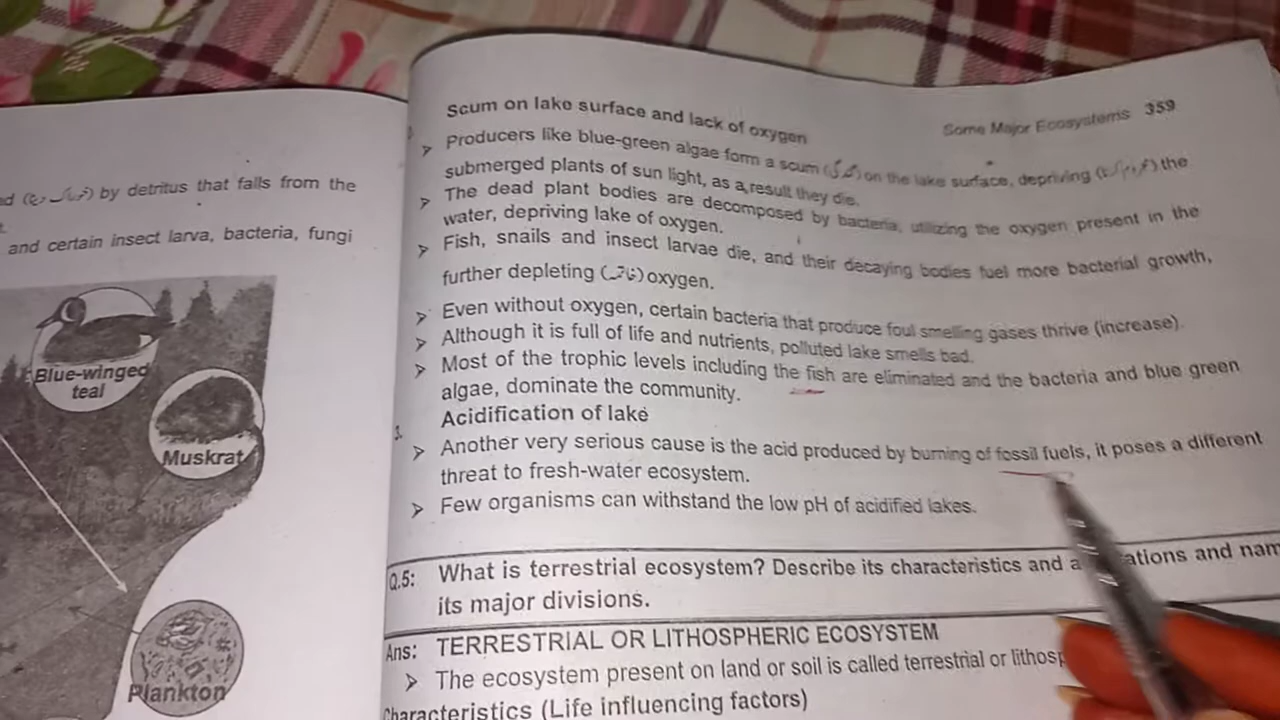 by detritus that falls from the
and certain insect larva, bacteria, fungi
Blue-winged
teal
Muskrat
Plankton
Some Major Ecosystems 359
Scum on lake surface and lack of oxygen
➢ Producers like blue-green algae form a scum on the lake surface, depriving the
submerged plants of sun light, as a result they die.
➢ The dead plant bodies are decomposed by bacteria, utilizing the oxygen present in the
water, depriving lake of oxygen.
➢ Fish, snails and insect larvae die, and their decaying bodies fuel more bacterial growth,
further depleting oxygen.
➢ Even without oxygen, certain bacteria that produce foul smelling gases thrive (increase).
➢ Although it is full of life and nutrients, polluted lake smells bad.
➢ Most of the trophic levels including the fish are eliminated and the bacteria and blue green
algae, dominate the community.
3. Acidification of lake
➢ Another very serious cause is the acid produced by burning of fossil fuels, it poses a different
threat to fresh-water ecosystem.
➢ Few organisms can withstand the low pH of acidified lakes.
Q.5: What is terrestrial ecosystem? Describe its characteristics and and
its major divisions.
Ans: TERRESTRIAL OR LITHOSPHERIC ECOSYSTEM
➢ The ecosystem present on land or soil is called terrestrial or
Characteristics (Life influencing factors)